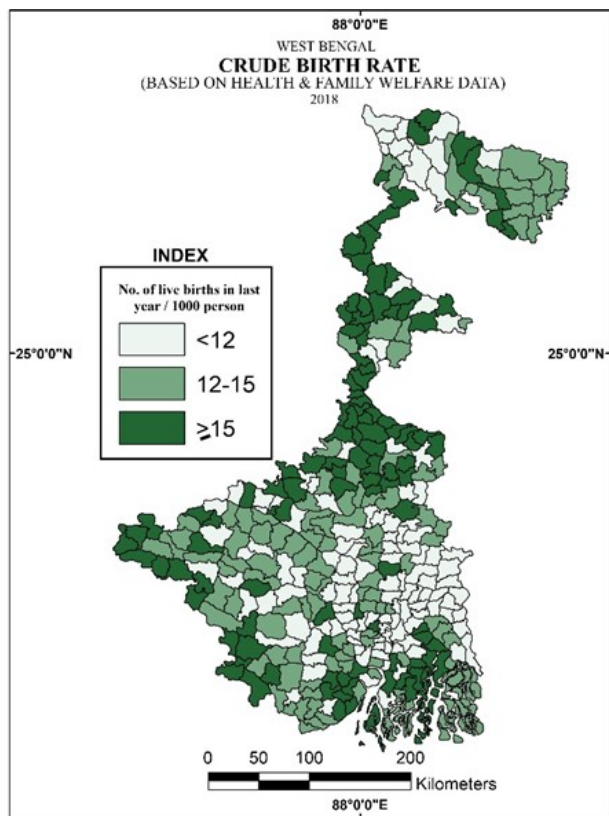 88°0'0"E
WEST BENGAL
CRUDE BIRTH RATE
(BASED ON HEALTH & FAMILY WELFARE DATA)
2018
INDEX
No. of live births in last
year / 1000 person
<12
12-15
≥15
25°0'0"N
25°0'0"N
0 50 100 200
Kilometers
88°0'0"E